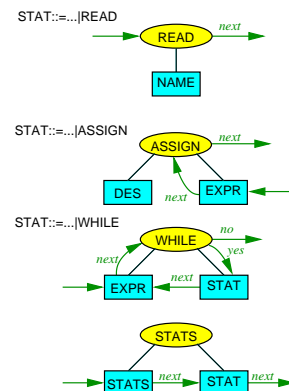 STAT::=...|READ
READ next
NAME
STAT::=...|ASSIGN
ASSIGN next
DES next EXPR
STAT::=...|WHILE
WHILE no
next yes
EXPR next STAT
STATS
STATS next STAT next